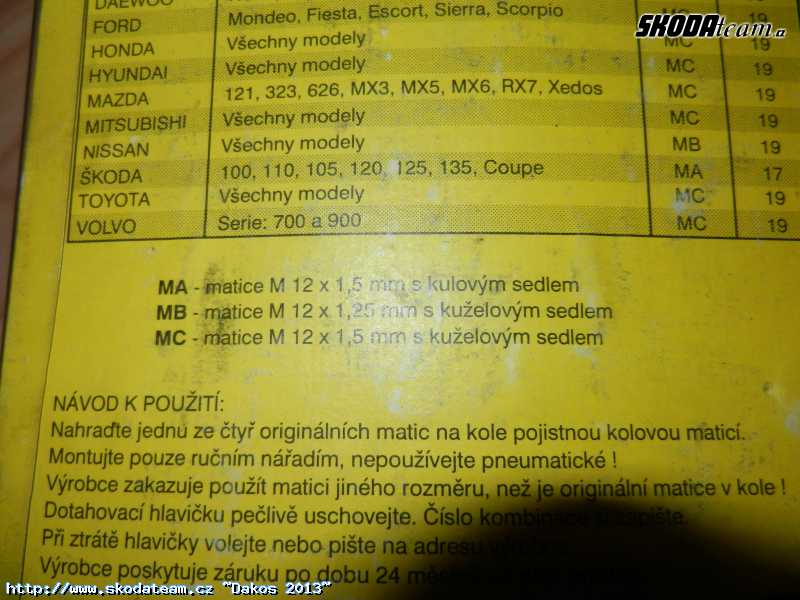 DAEWOO
FORD Mondeo, Fiesta, Escort, Sierra, Scorpio MC 19
HONDA Všechny modely MC 19
HYUNDAI Všechny modely MC 19
MAZDA 121, 323, 626, MX3, MX5, MX6, RX7, Xedos MC 19
MITSUBISHI Všechny modely MC 19
NISSAN Všechny modely MB 19
ŠKODA 100, 110, 105, 120, 125, 135, Coupe MA 17
TOYOTA Všechny modely MC 19
VOLVO Serie: 700 a 900 MC 19
MA - matice M 12 x 1,5 mm s kulovým sedlem
MB - matice M 12 x 1,25 mm s kuželovým sedlem
MC - matice M 12 x 1,5 mm s kuželovým sedlem
NÁVOD K POUŽITÍ:
Nahraďte jednu ze čtyř originálních matic na kole pojistnou kolovou maticí.
Montujte pouze ručním nářadím, nepoužívejte pneumatické !
Výrobce zakazuje použít matici jiného rozměru, než je originální matice v kole !
Dotahovací hlavičku pečlivě uschovejte. Číslo kombinace si zapište.
Při ztrátě hlavičky volejte nebo pište na adresu
Výrobce poskytuje záruku po dobu 24
SKODAteam.cz
http://www.skodateam.cz "Dakos 2013"